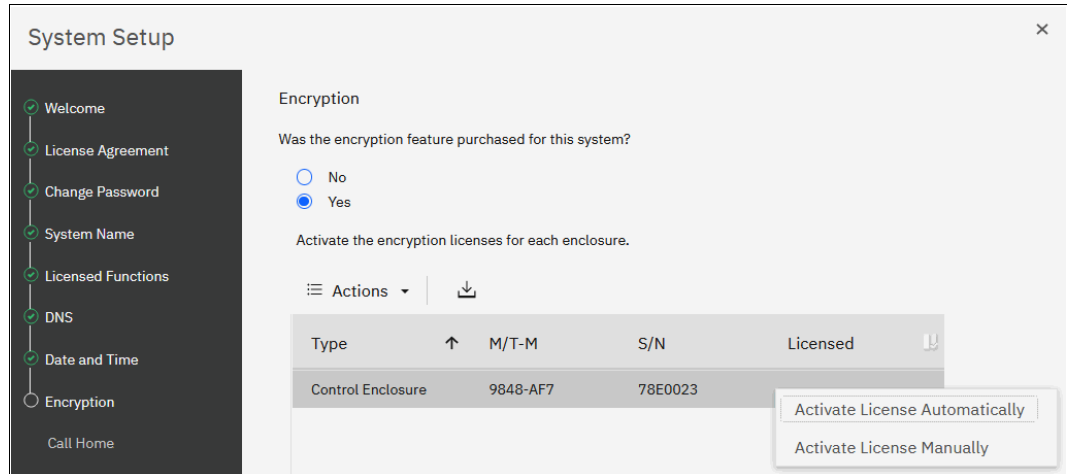 System Setup
Welcome
License Agreement
Change Password
System Name
Licensed Functions
DNS
Date and Time
Encryption
Call Home
Encryption
Was the encryption feature purchased for this system?
No
Yes
Activate the encryption licenses for each enclosure.
Actions
Type M/T-M S/N Licensed
Control Enclosure 9848-AF7 78E0023
Activate License Automatically
Activate License Manually